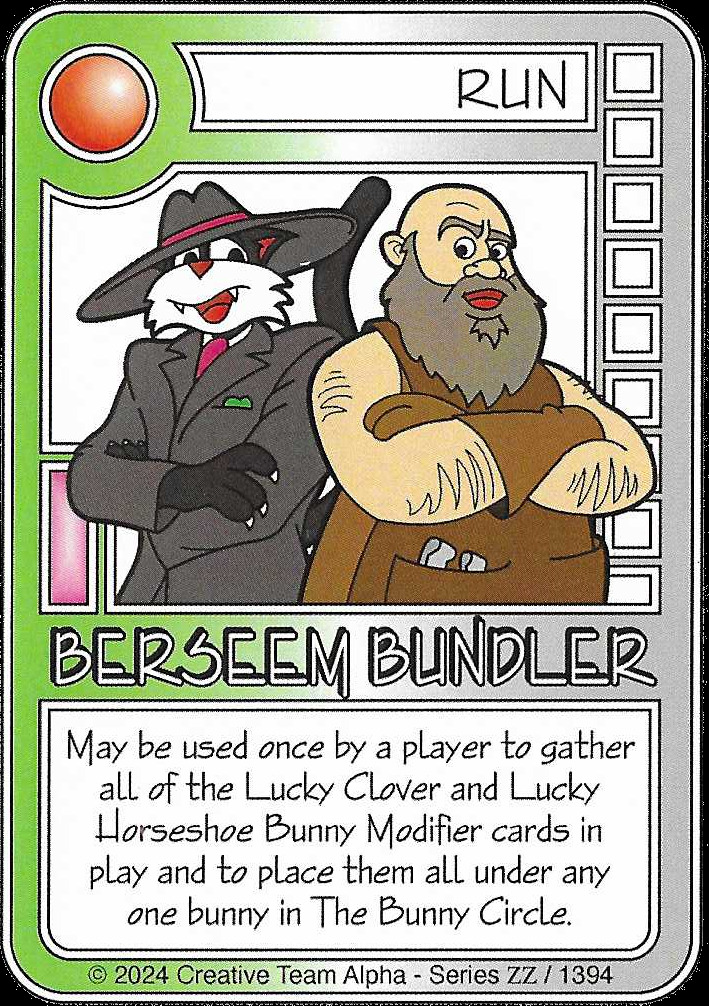 RUN
BERSEEM BUNDLER
May be used once by a player to gather
all of the Lucky Clover and Lucky
Horseshoe Bunny Modifier cards in
play and to place them all under any
one bunny in The Bunny Circle.
© 2024 Creative Team Alpha - Series ZZ / 1394